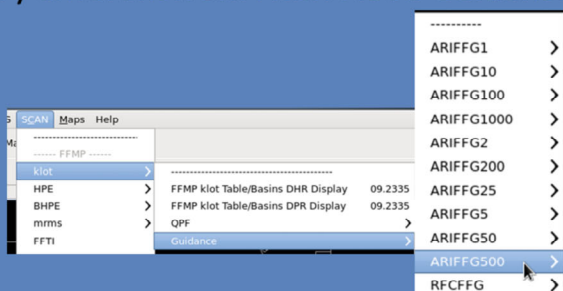 SCAN Maps Help
------ FFMP ------
klot
HPE
BHPE
mrms
FFTI
FFMP klot Table/Basins DHR Display 09.2335
FFMP klot Table/Basins DPR Display 09.2335
QPF
Guidance
ARIFFG1
ARIFFG10
ARIFFG100
ARIFFG1000
ARIFFG2
ARIFFG200
ARIFFG25
ARIFFG5
ARIFFG50
ARIFFG500
RFCFFG